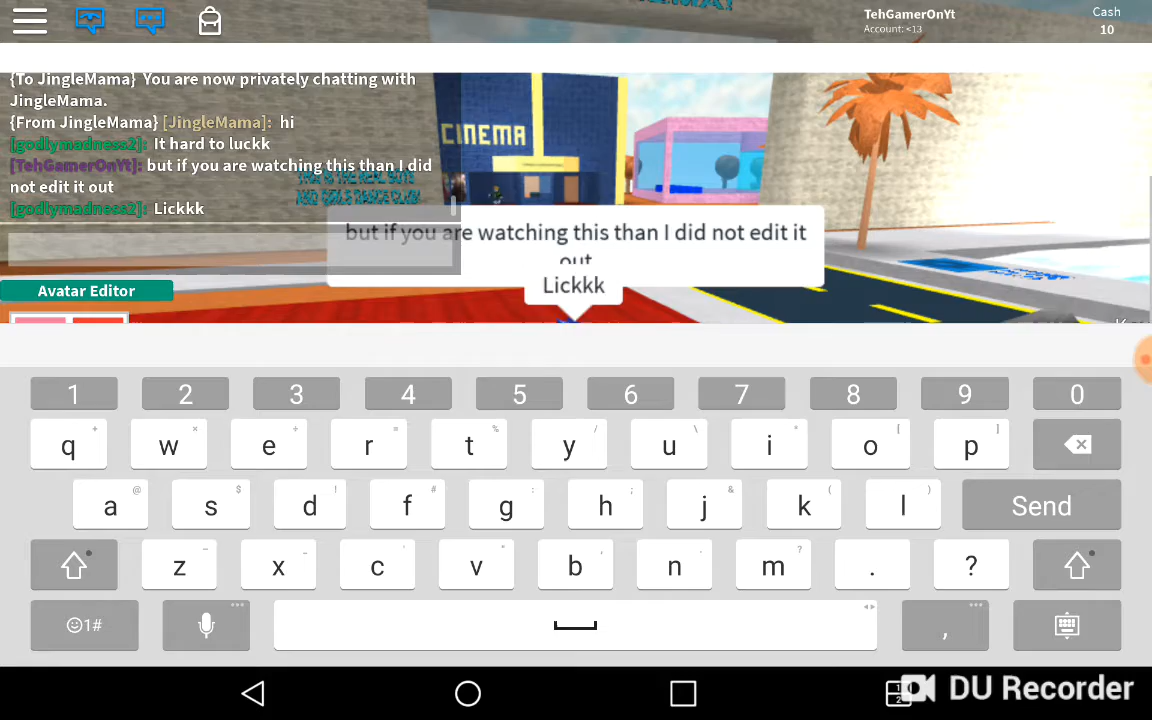 TehGamerOnYt
Account: <13
Cash
10
{To JingleMama} You are now privately chatting with
JingleMama.
{From JingleMama} [JingleMama]: hi
[godlymadness2]: It hard to luckk
[TehGamerOnYt]: but if you are watching this than I did
not edit it out
[godlymadness2]: Lickkk
CINEMA
but if you are watching this than I did not edit it
out
Lickkk
Avatar Editor
1 2 3 4 5 6 7 8 9 0
q w e r t y u i o p
a s d f g h j k l Send
z x c v b n m . ?
1# ,
DU Recorder